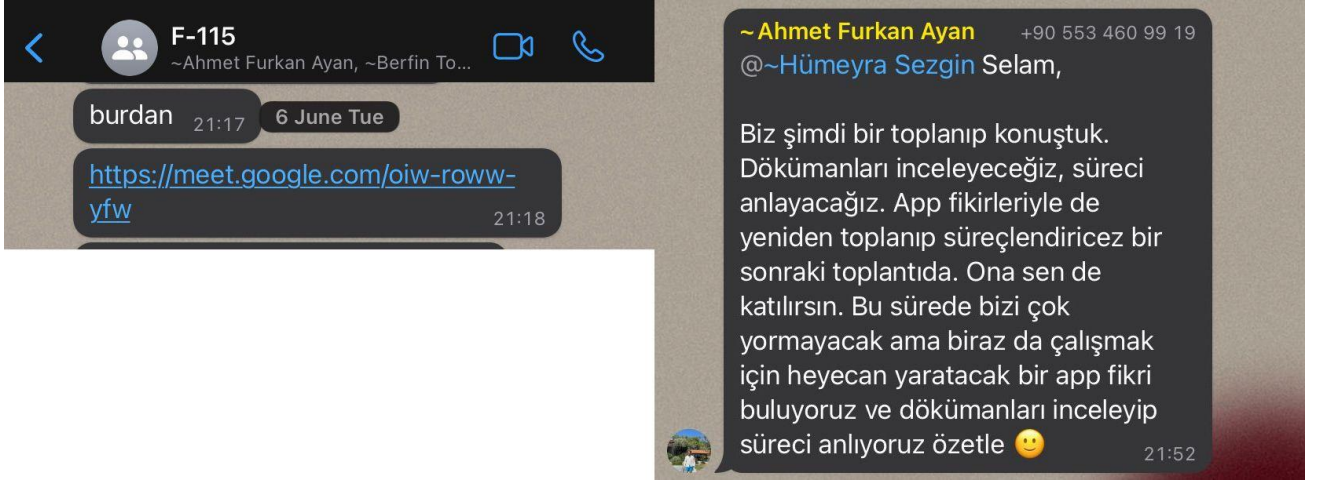 F-115
~Ahmet Furkan Ayan, ~Berfin To...
burdan 21:17
6 June Tue
https://meet.google.com/oiw-roww-
yfw
21:18
~Ahmet Furkan Ayan +90 553 460 99 19
@~Hümeyra Sezgin Selam,
Biz şimdi bir toplanıp konuştuk.
Dökümanları inceleyeceğiz, süreci
anlayacağız. App fikirleriyle de
yeniden toplanıp süreçlendiricez bir
sonraki toplantıda. Ona sen de
katılırsın. Bu sürede bizi çok
yormayacak ama biraz da çalışmak
için heyecan yaratacak bir app fikri
buluyoruz ve dökümanları inceleyip
süreci anlıyoruz özetle 🙂
21:52